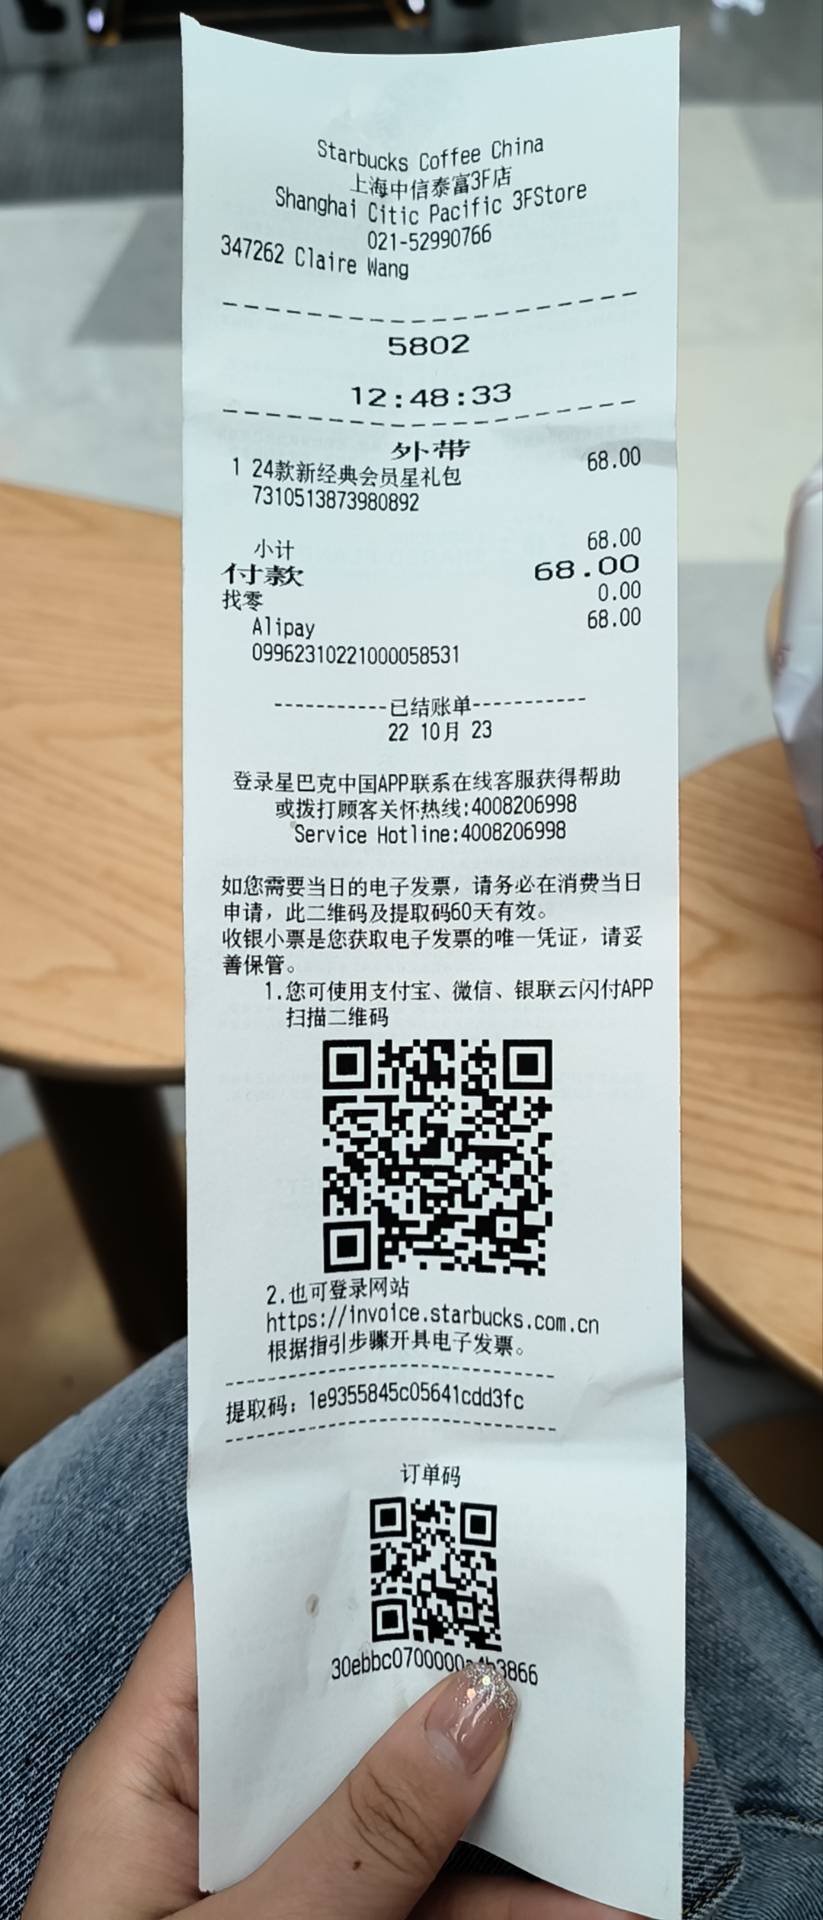 Starbucks Coffee China
上海中信泰富3F店
Shanghai Citic Pacific 3FStore
021-52990766
347262 Claire Wang
5802
12:48:33
外带
1 24款新经典会员星礼包 68.00
7310513873980892
小计 68.00
付款 68.00
找零 0.00
Alipay 68.00
09962310221000058531
-----------已结账单-----------
22 10月 23
登录星巴克中国APP联系在线客服获得帮助
或拨打顾客关怀热线:4008206998
Service Hotline:4008206998
如您需要当日的电子发票，请务必在消费当日
申请，此二维码及提取码60天有效。
收银小票是您获取电子发票的唯一凭证，请妥
善保管。
1.您可使用支付宝、微信、银联云闪付APP
扫描二维码
2.也可登录网站
https://invoice.starbucks.com.cn
根据指引步骤开具电子发票。
提取码：1e9355845c05641cdd3fc
订单码